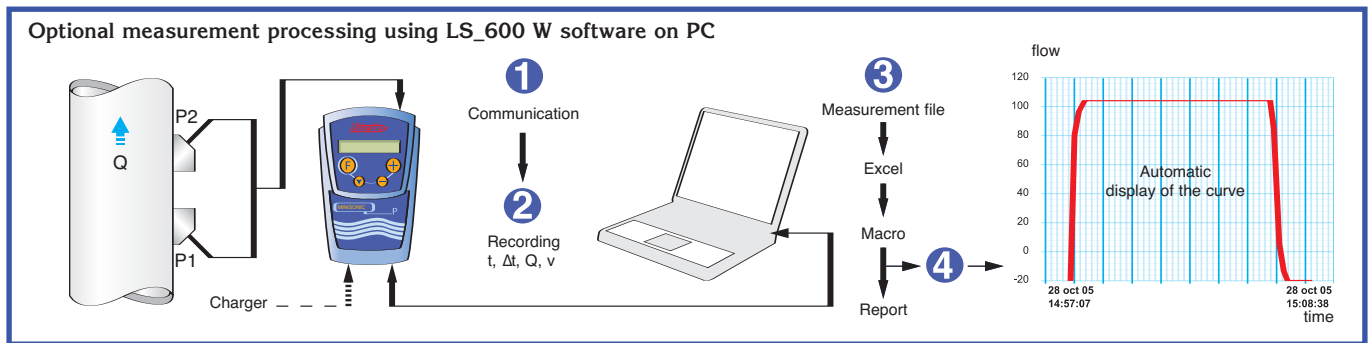 Optional measurement processing using LS_600 W software on PC
P2
Q
P1
Charger
F
+
-
MINISONIC
P
1
Communication
2
Recording
t, Δt, Q, v
3
Measurement file
Excel
Macro
4
Report
flow
120
100
80
60
40
20
0
-20
Automatic
display of the curve
28 oct 05
14:57:07
28 oct 05
15:08:38
time